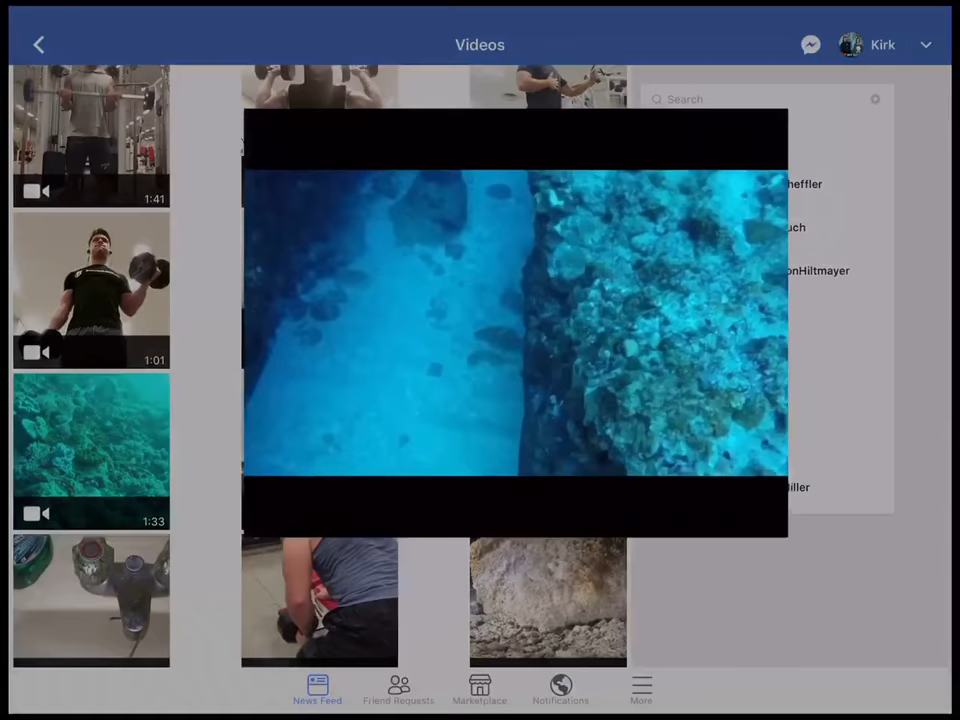 Videos
Kirk
Search
heffler
uch
onHiltmayer
iller
1:41
1:01
1:33
News Feed
Friend Requests
Marketplace
Notifications
More